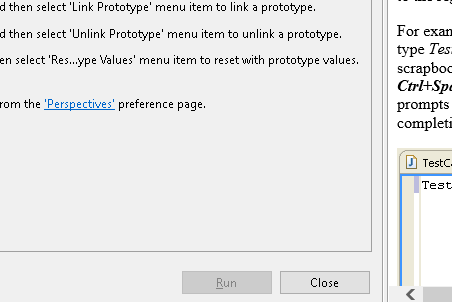 d then select 'Link Prototype' menu item to link a prototype.
d then select 'Unlink Prototype' menu item to unlink a prototype.
en select 'Res...ype Values' menu item to reset with prototype values.
rom the 'Perspectives' preference page.
Run
Close
For exam
type Tes
scrapboo
Ctrl+Spa
prompts
completi
TestCa
Test